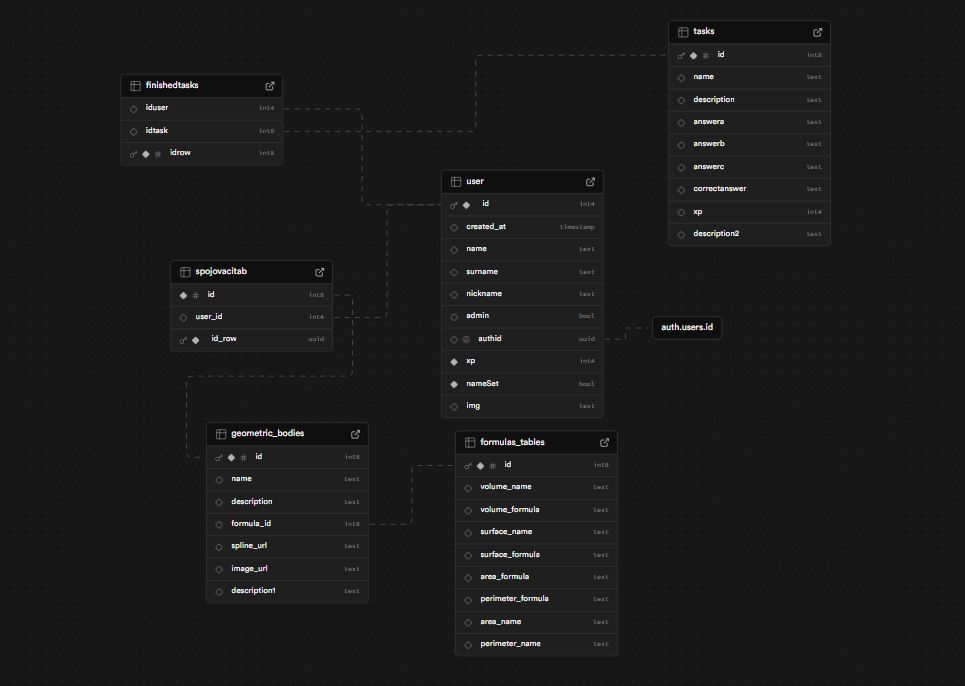 finishedtasks
iduser int4
idtask int8
# idrow int8
tasks
# id int8
name text
description text
answera text
answerb text
answerc text
correctanswer text
xp int4
description2 text
user
id int4
created_at timestamp
name text
surname text
nickname text
admin bool
authid uuid
xp int4
nameSet bool
img text
auth.users.id
spojovacitab
# id int8
user_id int4
id_row uuid
geometric_bodies
# id int8
name text
description text
formula_id int8
spline_url text
image_url text
description1 text
formulas_tables
# id int8
volume_name text
volume_formula text
surface_name text
surface_formula text
area_formula text
perimeter_formula text
area_name text
perimeter_name text